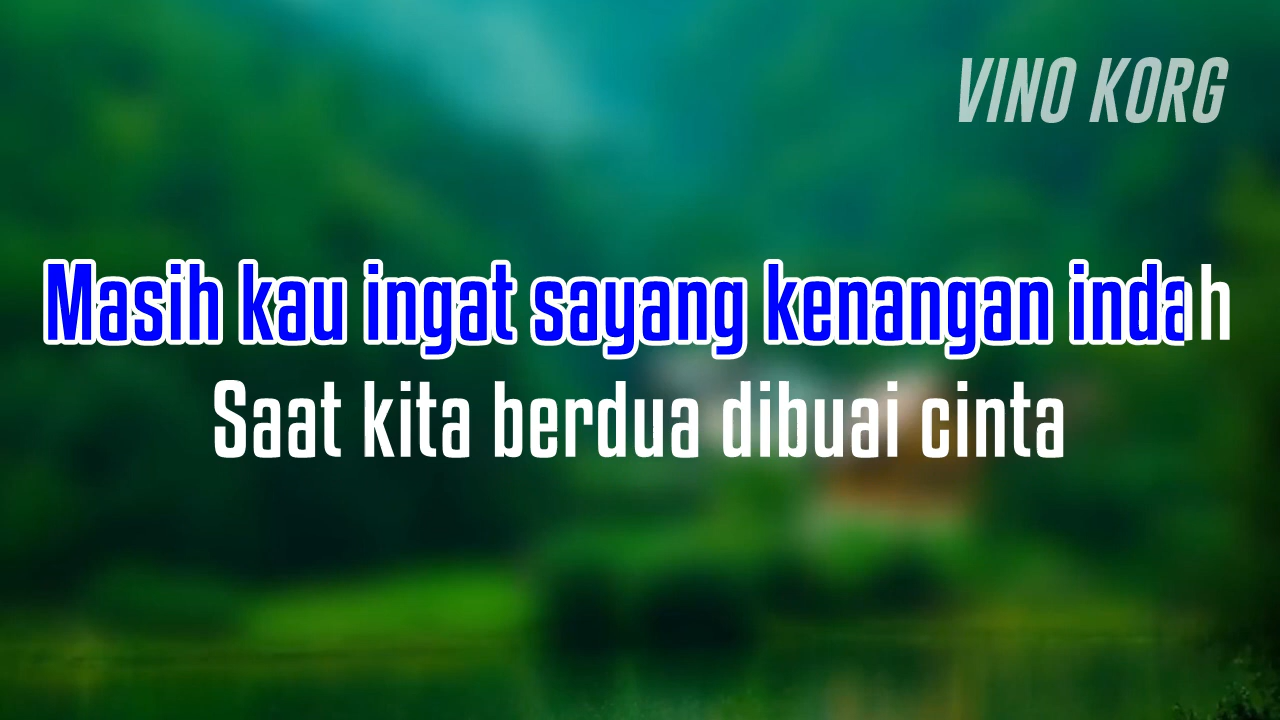 VINO KORG
Masih kau ingat sayang kenangan indah
Saat kita berdua dibuai cinta